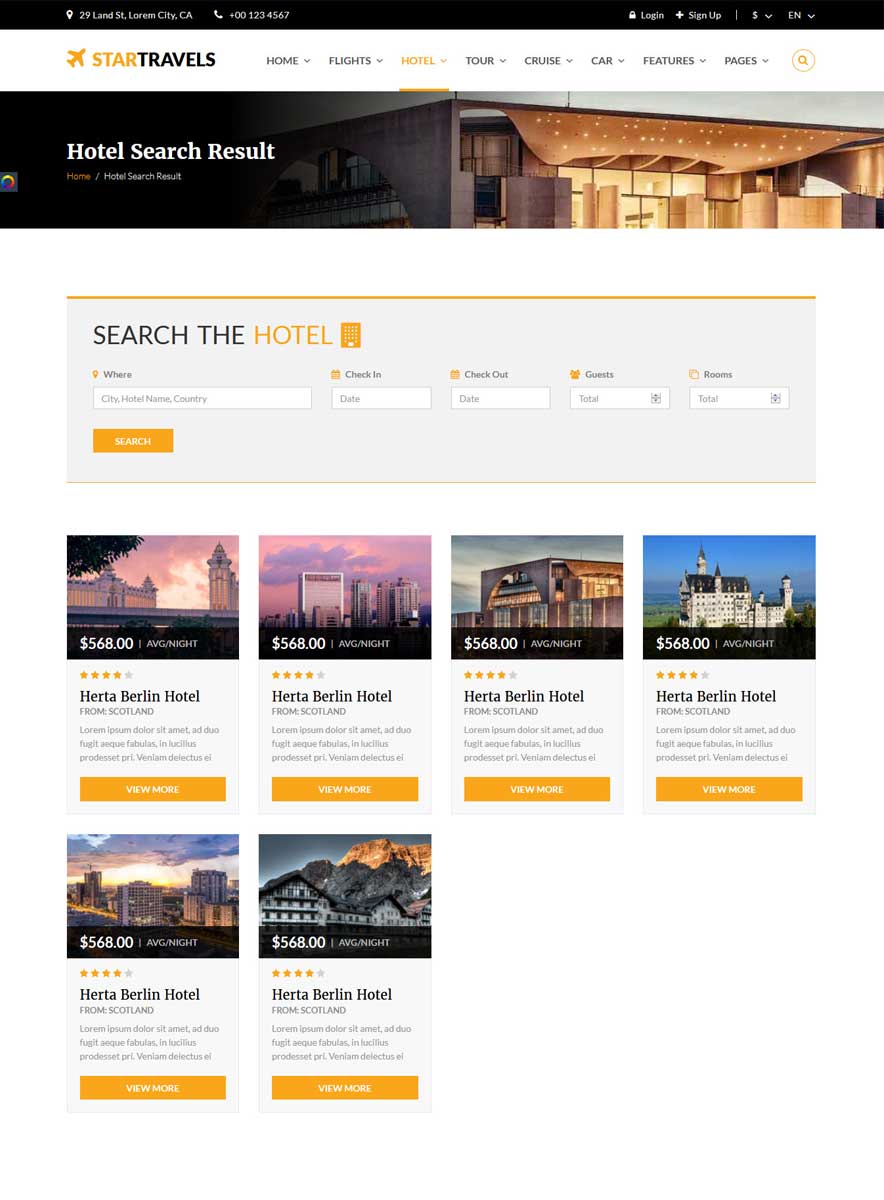 29 Land St, Lorem City, CA +00 123 4567 Login Sign Up | $ EN
STARTRAVELS HOME FLIGHTS HOTEL TOUR CRUISE CAR FEATURES PAGES
Hotel Search Result
Home / Hotel Search Result
SEARCH THE HOTEL
Where Check In Check Out Guests Rooms
City, Hotel Name, Country Date Date Total Total
SEARCH
$568.00 | AVG/NIGHT
Herta Berlin Hotel
FROM: SCOTLAND
Lorem ipsum dolor sit amet, ad duo
fugit aeque fabulas, in lucilius
prodesset pri. Veniam delectus ei
VIEW MORE
$568.00 | AVG/NIGHT
Herta Berlin Hotel
FROM: SCOTLAND
Lorem ipsum dolor sit amet, ad duo
fugit aeque fabulas, in lucilius
prodesset pri. Veniam delectus ei
VIEW MORE
$568.00 | AVG/NIGHT
Herta Berlin Hotel
FROM: SCOTLAND
Lorem ipsum dolor sit amet, ad duo
fugit aeque fabulas, in lucilius
prodesset pri. Veniam delectus ei
VIEW MORE
$568.00 | AVG/NIGHT
Herta Berlin Hotel
FROM: SCOTLAND
Lorem ipsum dolor sit amet, ad duo
fugit aeque fabulas, in lucilius
prodesset pri. Veniam delectus ei
VIEW MORE
$568.00 | AVG/NIGHT
Herta Berlin Hotel
FROM: SCOTLAND
Lorem ipsum dolor sit amet, ad duo
fugit aeque fabulas, in lucilius
prodesset pri. Veniam delectus ei
VIEW MORE
$568.00 | AVG/NIGHT
Herta Berlin Hotel
FROM: SCOTLAND
Lorem ipsum dolor sit amet, ad duo
fugit aeque fabulas, in lucilius
prodesset pri. Veniam delectus ei
VIEW MORE